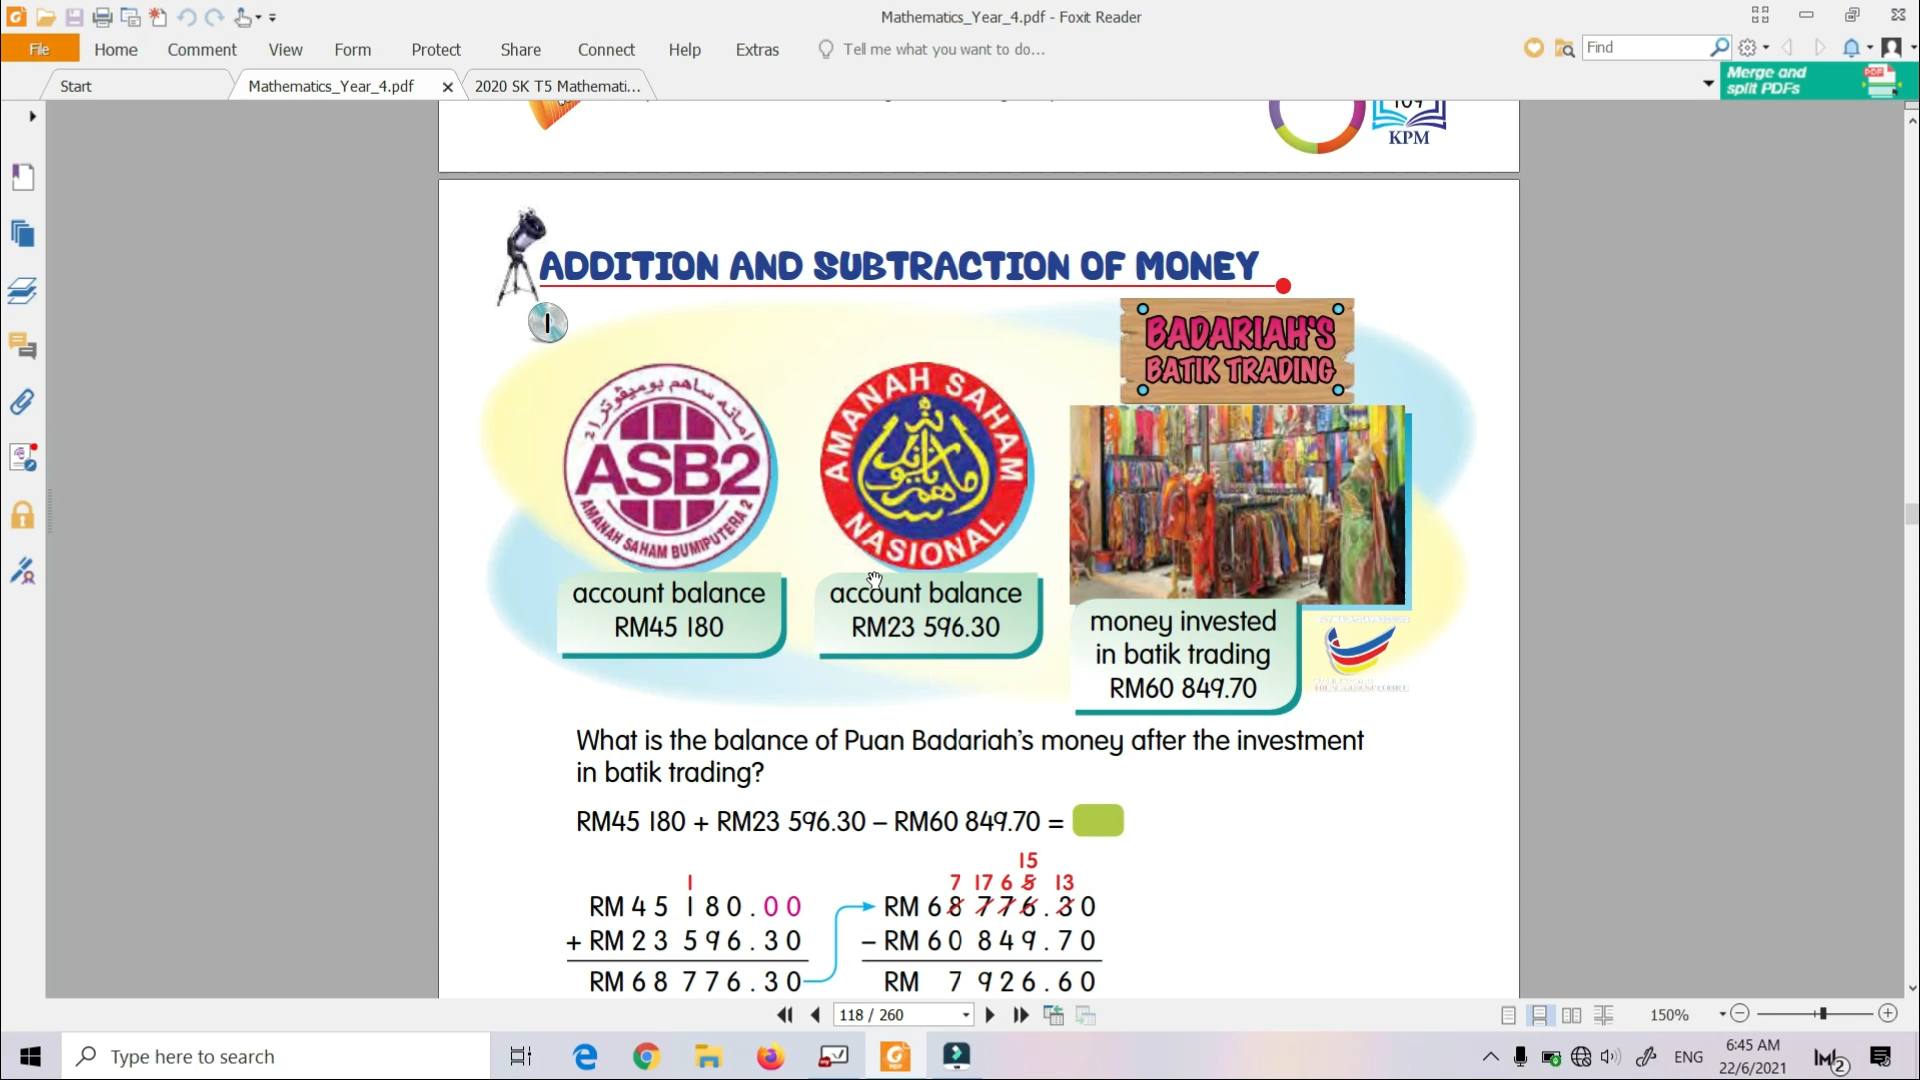 Mathematics_Year_4.pdf - Foxit Reader
File Home Comment View Form Protect Share Connect Help Extras Tell me what you want to do... Find
Start Mathematics_Year_4.pdf 2020 SK T5 Mathemati...
Merge and
split PDFs
KPM
ADDITION AND SUBTRACTION OF MONEY
1
BADARIAH'S
BATIK TRADING
امانه ساهم بوميڤوترا 2
ASB2
AMANAH SAHAM BUMIPUTERA 2
AMANAH SAHAM
NASIONAL
account balance
RM45 180
account balance
RM23 596.30
money invested
in batik trading
RM60 849.70
What is the balance of Puan Badariah's money after the investment
in batik trading?
RM45 180 + RM23 596.30 – RM60 849.70 =
15
1 7 17 6 5 13
RM 4 5 1 8 0 . 0 0 RM 6 8 7 7 6 . 3 0
+ RM 2 3 5 9 6 . 3 0 – RM 6 0 8 4 9 . 7 0
RM 6 8 7 7 6 . 3 0 RM 7 9 2 6 . 6 0
118 / 260 150%
Type here to search ENG 6:45 AM
22/6/2021 2